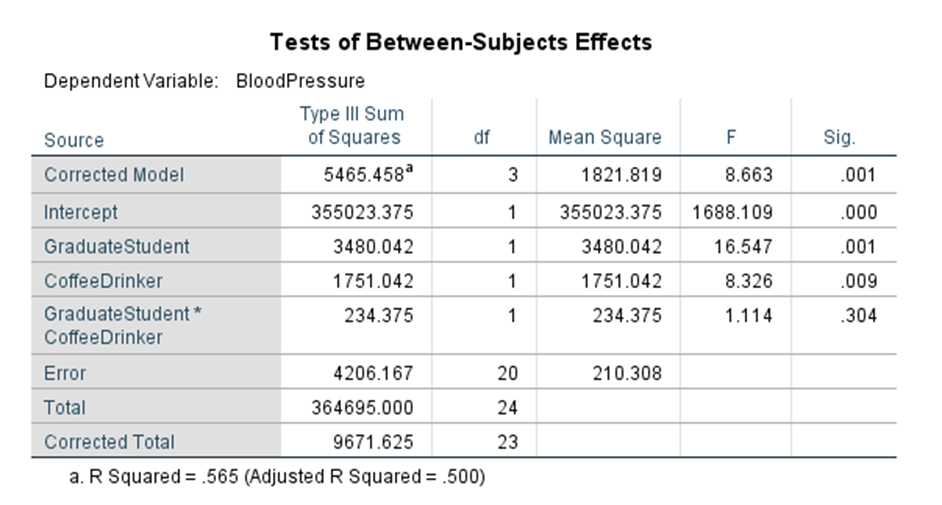 Tests of Between-Subjects Effects
Dependent Variable: BloodPressure
Source Type III Sum of Squares df Mean Square F Sig.
Corrected Model 5465.458a 3 1821.819 8.663 .001
Intercept 355023.375 1 355023.375 1688.109 .000
GraduateStudent 3480.042 1 3480.042 16.547 .001
CoffeeDrinker 1751.042 1 1751.042 8.326 .009
GraduateStudent * CoffeeDrinker 234.375 1 234.375 1.114 .304
Error 4206.167 20 210.308
Total 364695.000 24
Corrected Total 9671.625 23
a. R Squared = .565 (Adjusted R Squared = .500)